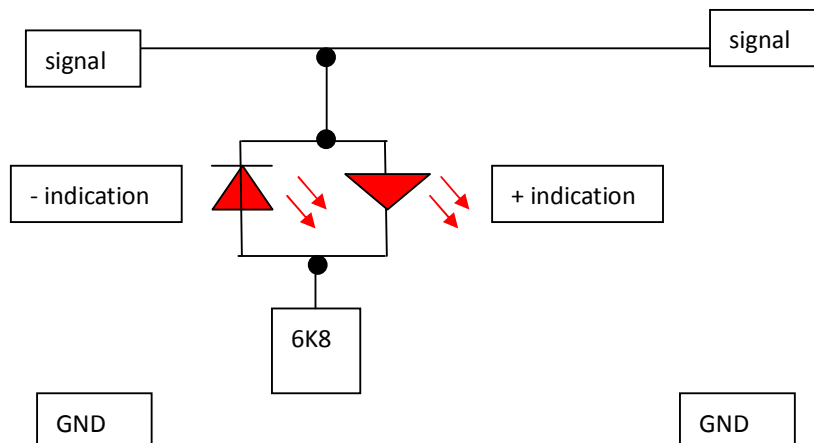 signal
signal
- indication
+ indication
6K8
GND
GND